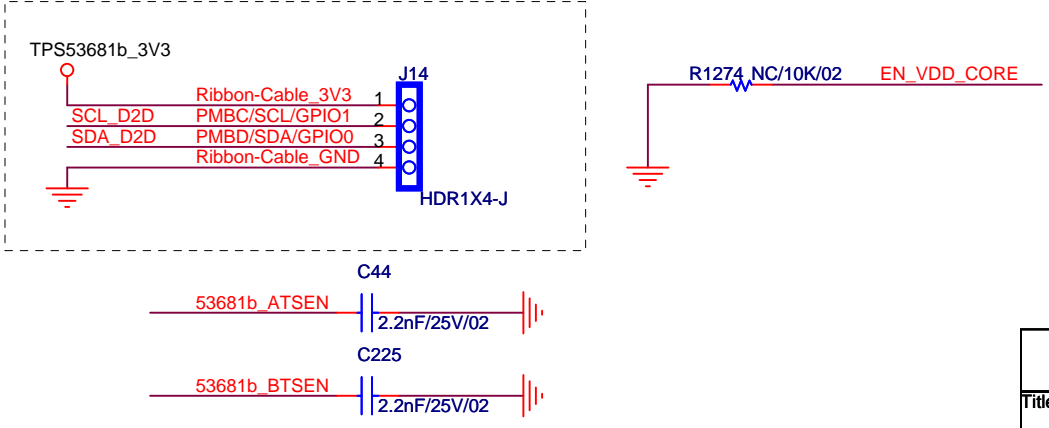 TPS53681b_3V3
J14
Ribbon-Cable_3V3 1
SCL_D2D PMBC/SCL/GPIO1 2
SDA_D2D PMBD/SDA/GPIO0 3
Ribbon-Cable_GND 4
HDR1X4-J
R1274 NC/10K/02 EN_VDD_CORE
C44
53681b_ATSEN
2.2nF/25V/02
C225
53681b_BTSEN
2.2nF/25V/02
Title